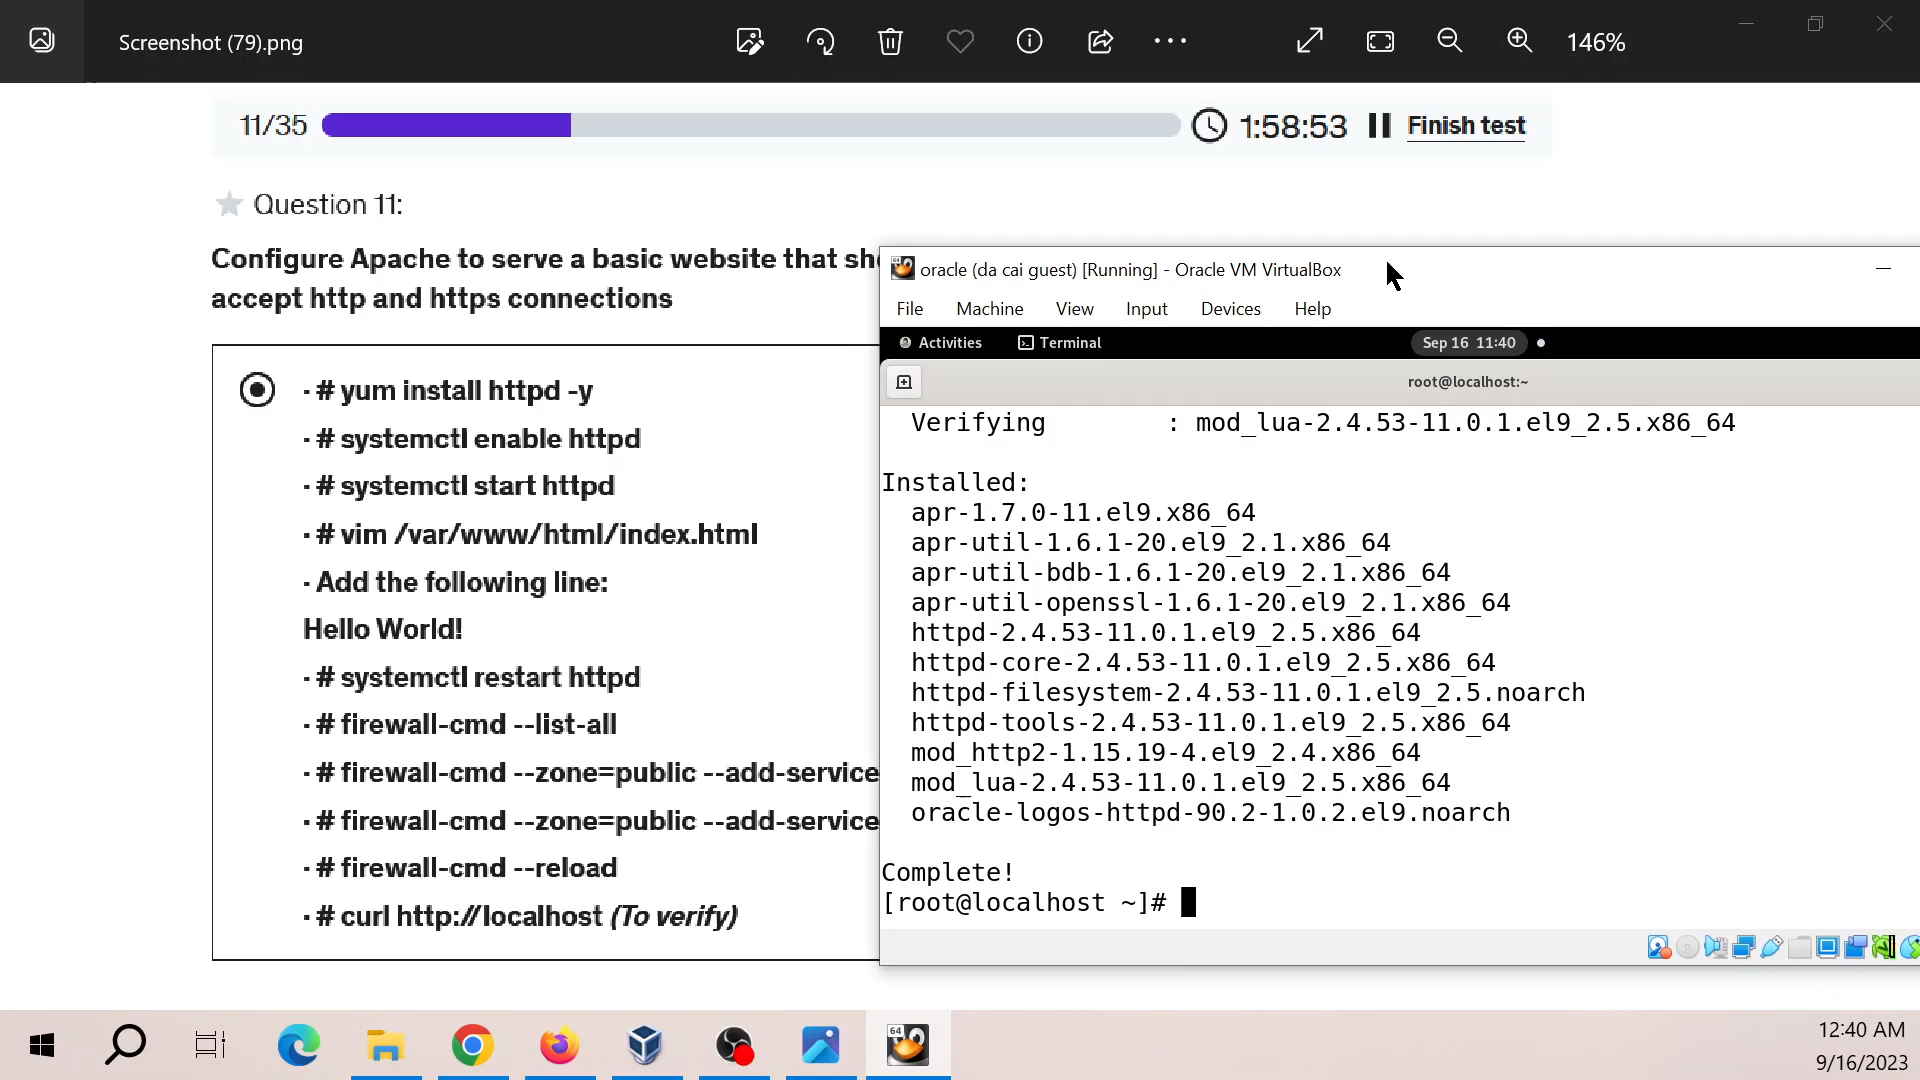 Screenshot (79).png
146%
11/35
1:58:53
Finish test
Question 11:
Configure Apache to serve a basic website that sh
accept http and https connections
- # yum install httpd -y
- # systemctl enable httpd
- # systemctl start httpd
- # vim /var/www/html/index.html
- Add the following line:
Hello World!
- # systemctl restart httpd
- # firewall-cmd --list-all
- # firewall-cmd --zone=public --add-service
- # firewall-cmd --zone=public --add-service
- # firewall-cmd --reload
- # curl http://localhost (To verify)
64
oracle (da cai guest) [Running] - Oracle VM VirtualBox
File Machine View Input Devices Help
Activities Terminal Sep 16 11:40
root@localhost:~
Verifying : mod_lua-2.4.53-11.0.1.el9_2.5.x86_64
Installed:
apr-1.7.0-11.el9.x86_64
apr-util-1.6.1-20.el9_2.1.x86_64
apr-util-bdb-1.6.1-20.el9_2.1.x86_64
apr-util-openssl-1.6.1-20.el9_2.1.x86_64
httpd-2.4.53-11.0.1.el9_2.5.x86_64
httpd-core-2.4.53-11.0.1.el9_2.5.x86_64
httpd-filesystem-2.4.53-11.0.1.el9_2.5.noarch
httpd-tools-2.4.53-11.0.1.el9_2.5.x86_64
mod_http2-1.15.19-4.el9_2.4.x86_64
mod_lua-2.4.53-11.0.1.el9_2.5.x86_64
oracle-logos-httpd-90.2-1.0.2.el9.noarch
Complete!
[root@localhost ~]#
64
12:40 AM
9/16/2023